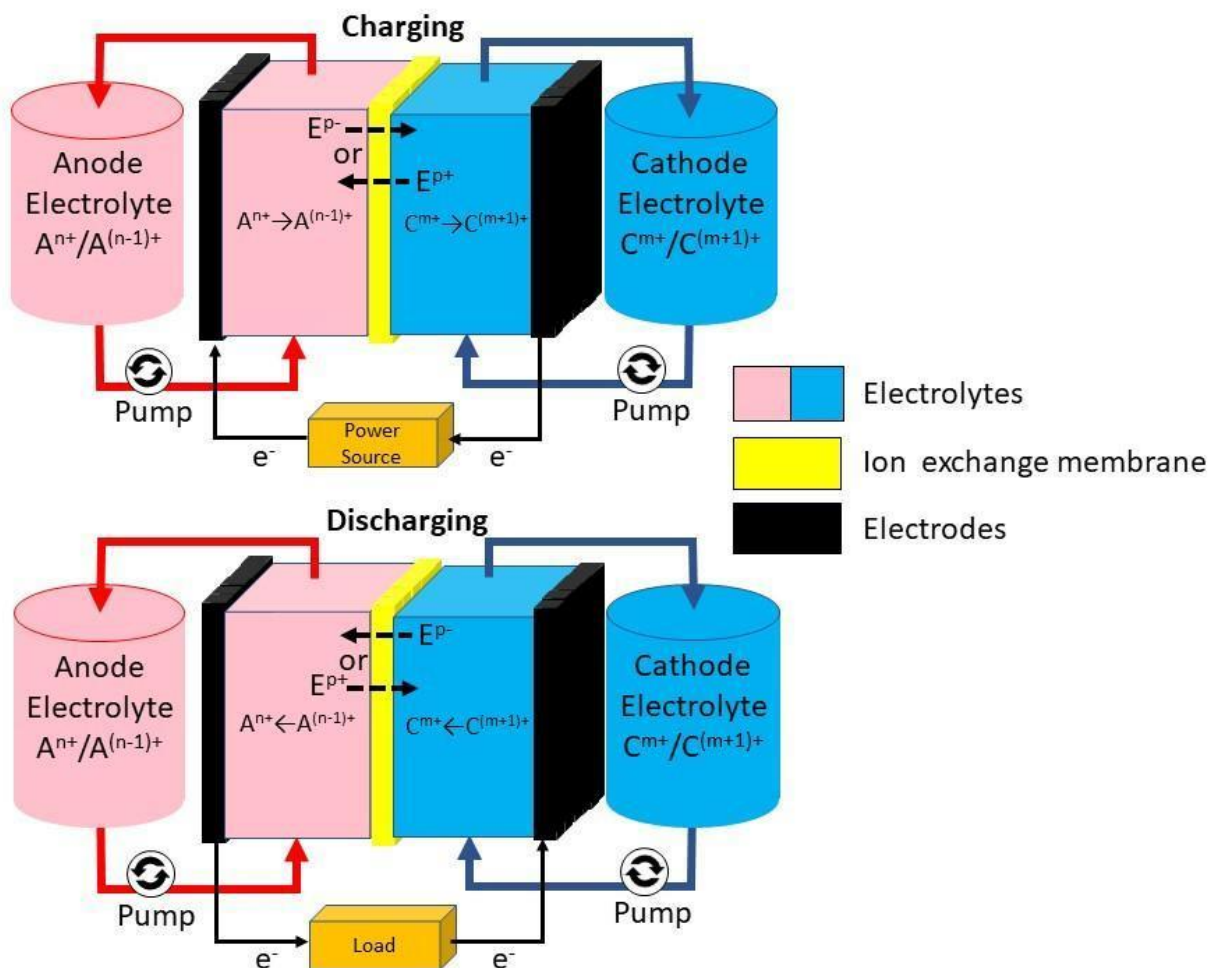 Charging
Anode
Electrolyte
Aⁿ⁺/A⁽ⁿ⁻¹⁾⁺
Eᵖ⁻
or
Eᵖ⁺
Aⁿ⁺→A⁽ⁿ⁻¹⁾⁺
Cᵐ⁺→C⁽ᵐ⁺¹⁾⁺
Cathode
Electrolyte
Cᵐ⁺/C⁽ᵐ⁺¹⁾⁺
Pump
e⁻
Power
Source
e⁻
Pump
Electrolytes
Ion exchange membrane
Electrodes
Discharging
Anode
Electrolyte
Aⁿ⁺/A⁽ⁿ⁻¹⁾⁺
Eᵖ⁻
or
Eᵖ⁺
Aⁿ⁺←A⁽ⁿ⁻¹⁾⁺
Cᵐ⁺←C⁽ᵐ⁺¹⁾⁺
Cathode
Electrolyte
Cᵐ⁺/C⁽ᵐ⁺¹⁾⁺
Pump
e⁻
Load
e⁻
Pump